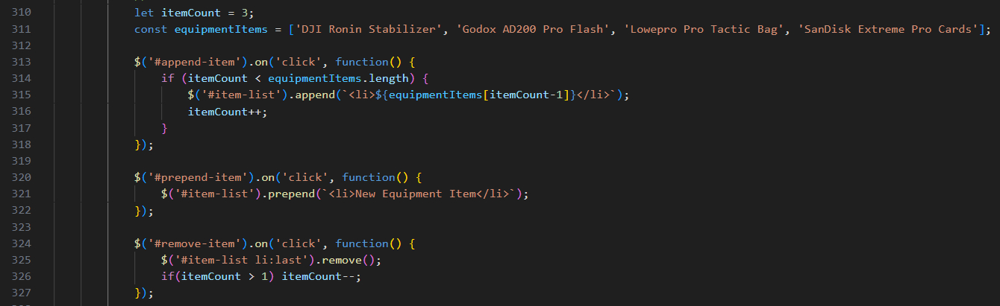 310 let itemCount = 3;
311 const equipmentItems = ['DJI Ronin Stabilizer', 'Godox AD200 Pro Flash', 'Lowepro Pro Tactic Bag', 'SanDisk Extreme Pro Cards'];
312
313 $('#append-item').on('click', function() {
314 if (itemCount < equipmentItems.length) {
315 $('#item-list').append(`<li>${equipmentItems[itemCount-1]}</li>`);
316 itemCount++;
317 }
318 });
319
320 $('#prepend-item').on('click', function() {
321 $('#item-list').prepend(`<li>New Equipment Item</li>`);
322 });
323
324 $('#remove-item').on('click', function() {
325 $('#item-list li:last').remove();
326 if(itemCount > 1) itemCount--;
327 });